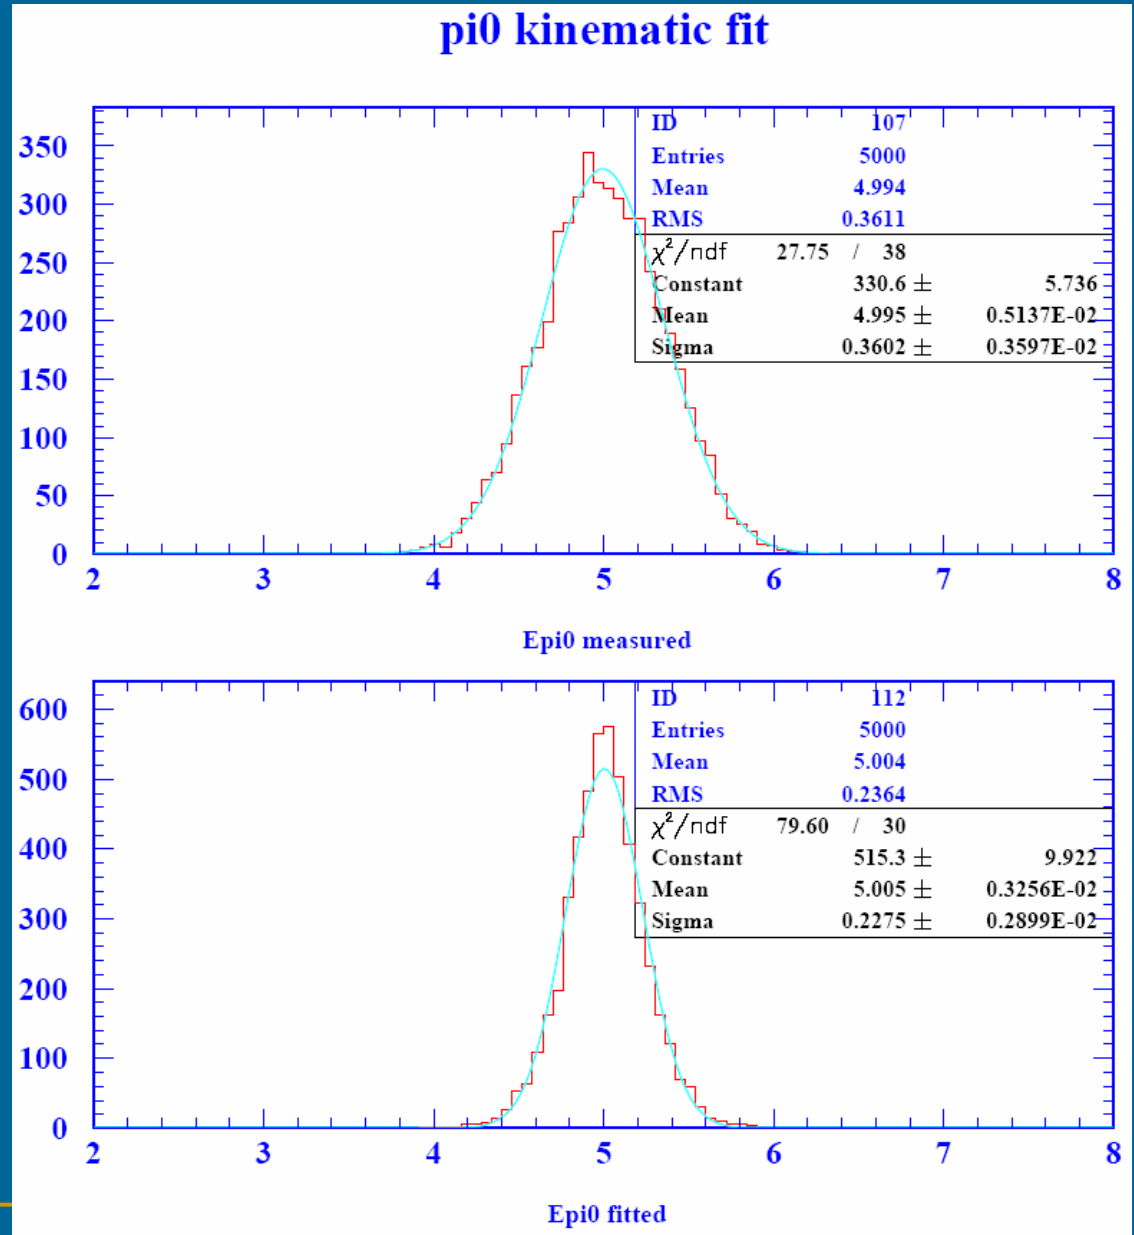 pi0 kinematic fit
ID 107
Entries 5000
Mean 4.994
RMS 0.3611
χ²/ndf 27.75 / 38
Constant 330.6 ± 5.736
Mean 4.995 ± 0.5137E-02
Sigma 0.3602 ± 0.3597E-02
350
300
250
200
150
100
50
0
2 3 4 5 6 7 8
Epi0 measured
ID 112
Entries 5000
Mean 5.004
RMS 0.2364
χ²/ndf 79.60 / 30
Constant 515.3 ± 9.922
Mean 5.005 ± 0.3256E-02
Sigma 0.2275 ± 0.2899E-02
600
500
400
300
200
100
0
2 3 4 5 6 7 8
Epi0 fitted